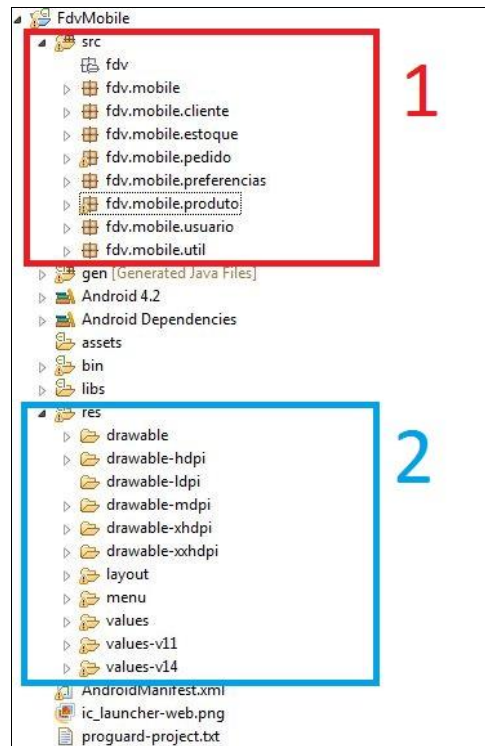 FdvMobile
src
1
fdv
fdv.mobile
fdv.mobile.cliente
fdv.mobile.estoque
fdv.mobile.pedido
fdv.mobile.preferencias
fdv.mobile.produto
fdv.mobile.usuario
fdv.mobile.util
gen [Generated Java Files]
Android 4.2
Android Dependencies
assets
bin
libs
res
2
drawable
drawable-hdpi
drawable-ldpi
drawable-mdpi
drawable-xhdpi
drawable-xxhdpi
layout
menu
values
values-v11
values-v14
AndroidManifest.xml
ic_launcher-web.png
proguard-project.txt